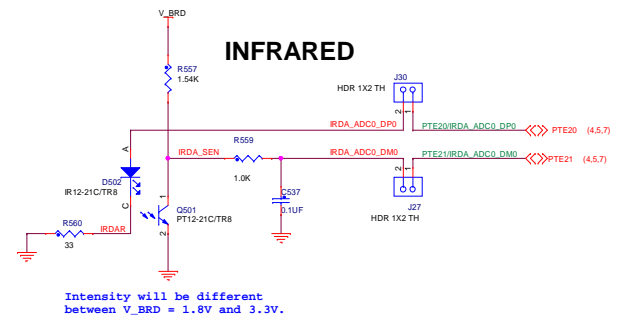 V_BRD
INFRARED
R557
1.54K
J30
HDR 1X2 TH
2
1
IRDA_ADC0_DP0
PTE20/IRDA_ADC0_DP0
PTE20 (4,5,7)
R559
IRDA_SEN
IRDA_ADC0_DM0
PTE21/IRDA_ADC0_DM0
PTE21 (4,5,7)
A
1.0K
2
1
D502
IR12-21C/TR8
C537
0.1UF
C
1
Q501
PT12-21C/TR8
2
J27
HDR 1X2 TH
R560
IRDAR
33
Intensity will be different
between V_BRD = 1.8V and 3.3V.